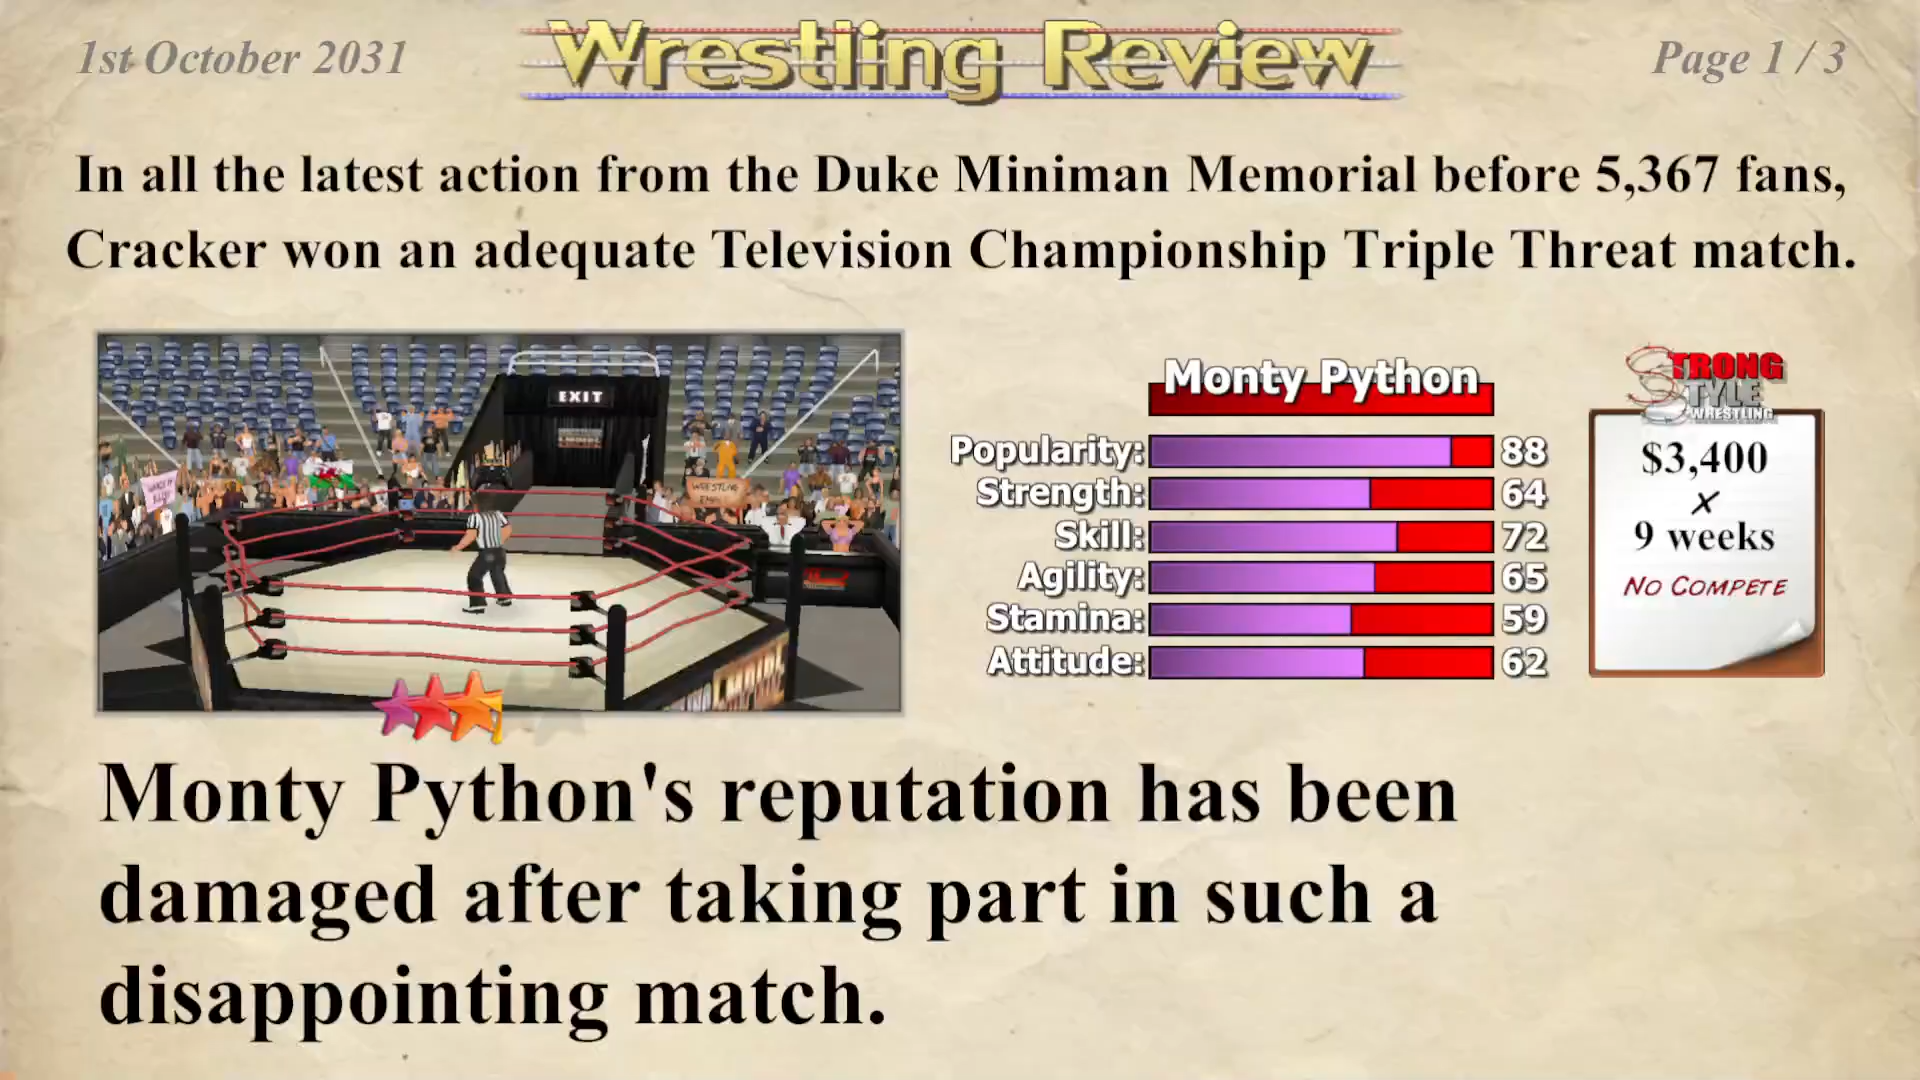 1st October 2031
Wrestling Review
Page 1 / 3
In all the latest action from the Duke Miniman Memorial before 5,367 fans,
Cracker won an adequate Television Championship Triple Threat match.
EXIT
WRESTLING
Monty Python
Popularity: 88
Strength: 64
Skill: 72
Agility: 65
Stamina: 59
Attitude: 62
STRONG
STYLE
WRESTLING
$3,400
x
9 weeks
No Compete
Monty Python's reputation has been
damaged after taking part in such a
disappointing match.